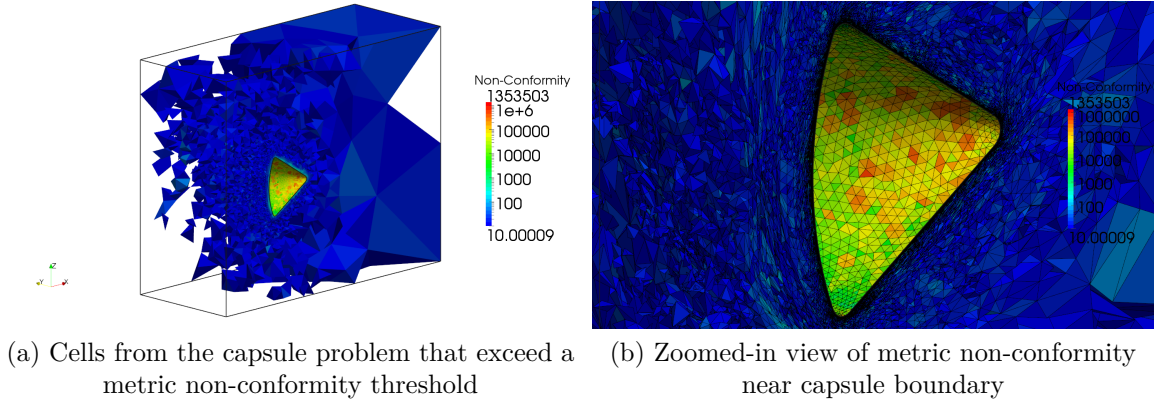 Non-Conformity
1353503
1e+6
100000
10000
1000
100
10.00009
Z
Y
X
Non-Conformity
1353503
1000000
100000
10000
1000
100
10.00009
(a) Cells from the capsule problem that exceed a
metric non-conformity threshold
(b) Zoomed-in view of metric non-conformity
near capsule boundary